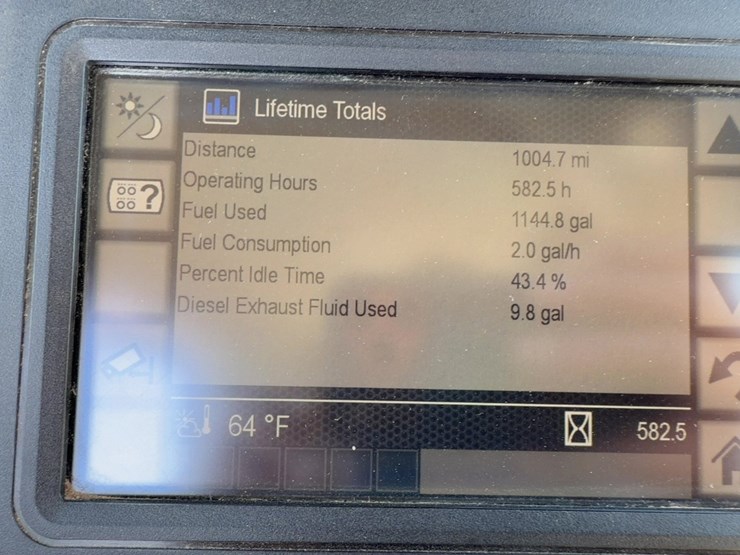 Lifetime Totals
Distance 1004.7 mi
Operating Hours 582.5 h
Fuel Used 1144.8 gal
Fuel Consumption 2.0 gal/h
Percent Idle Time 43.4 %
Diesel Exhaust Fluid Used 9.8 gal
?
64 °F 582.5